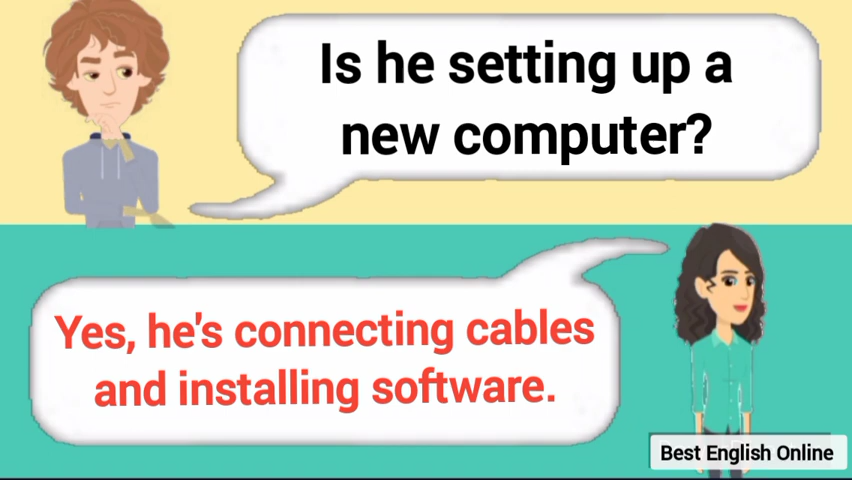 Is he setting up a
new computer?
Yes, he's connecting cables
and installing software.
Best English Online